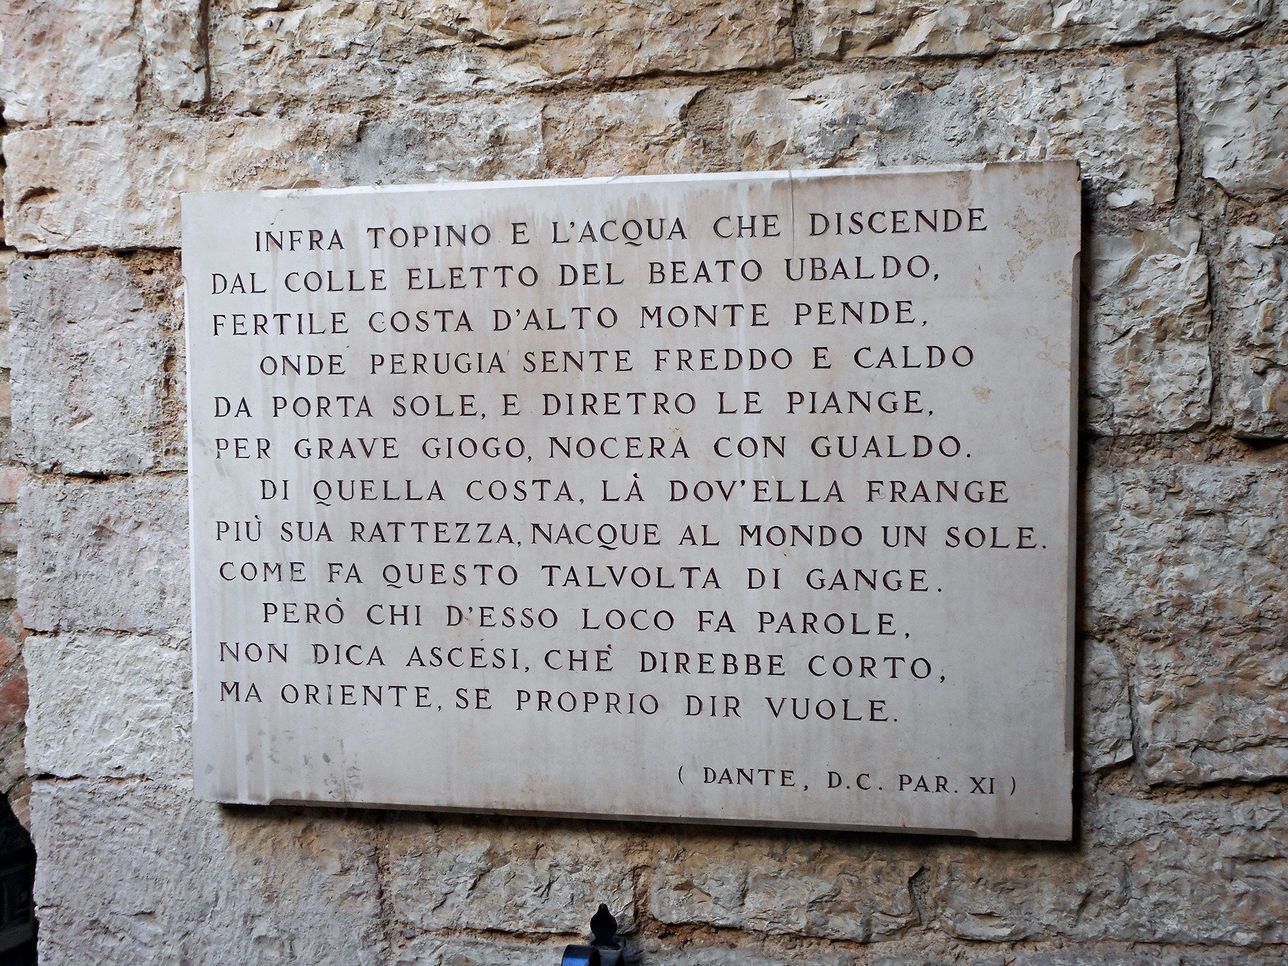 INFRA TOPINO E L'ACQUA CHE DISCENDE
DAL COLLE ELETTO DEL BEATO UBALDO,
FERTILE COSTA D'ALTO MONTE PENDE,
ONDE PERUGIA SENTE FREDDO E CALDO
DA PORTA SOLE, E DIRETRO LE PIANGE,
PER GRAVE GIOGO, NOCERA CON GUALDO.
DI QUELLA COSTA, LÀ DOV'ELLA FRANGE
PIÙ SUA RATTEZZA, NACQUE AL MONDO UN SOLE.
COME FA QUESTO TALVOLTA DI GANGE.
PERÒ CHI D'ESSO LOCO FA PAROLE,
NON DICA ASCESI, CHÈ DIREBBE CORTO,
MA ORIENTE, SE PROPRIO DIR VUOLE.
(DANTE, D.C. PAR. XI)